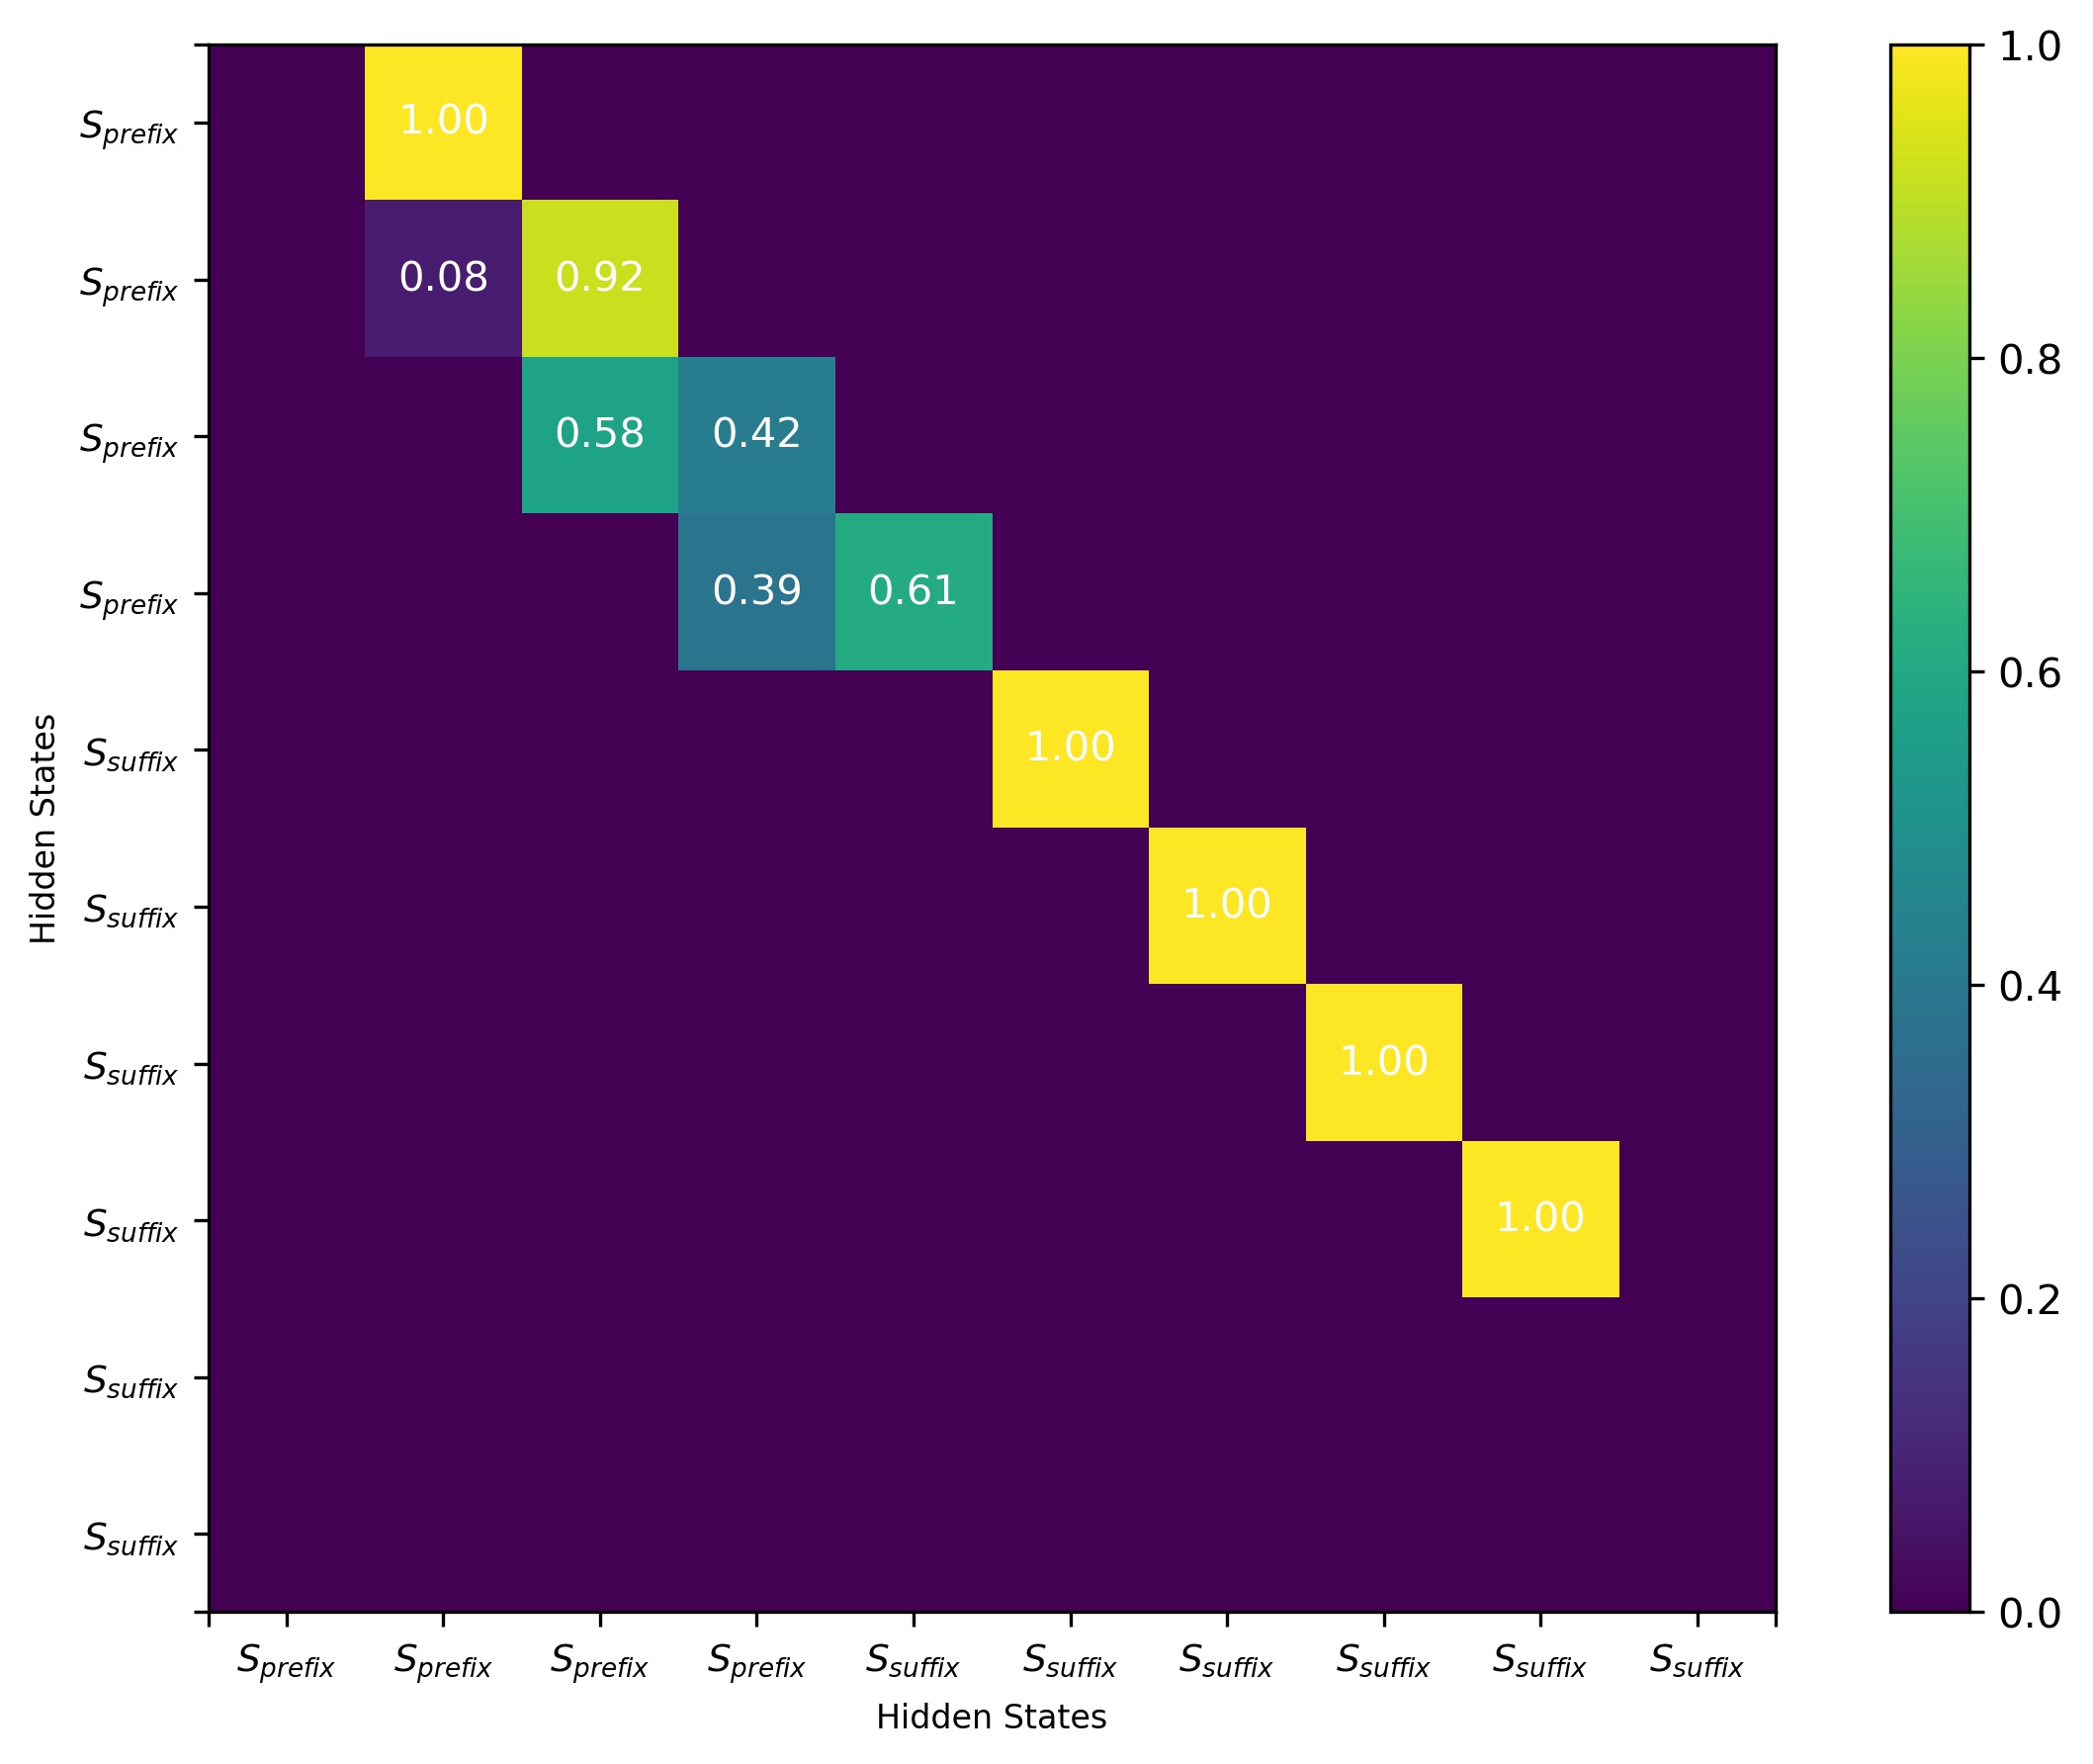 1.0
S_prefix 1.00
S_prefix 0.08 0.92
0.8
S_prefix 0.58 0.42
S_prefix 0.39 0.61
0.6
S_suffix 1.00
Hidden States
S_suffix 1.00
0.4
S_suffix 1.00
S_suffix 1.00
0.2
S_suffix
S_suffix
0.0
S_prefix S_prefix S_prefix S_prefix S_suffix S_suffix S_suffix S_suffix S_suffix S_suffix
Hidden States